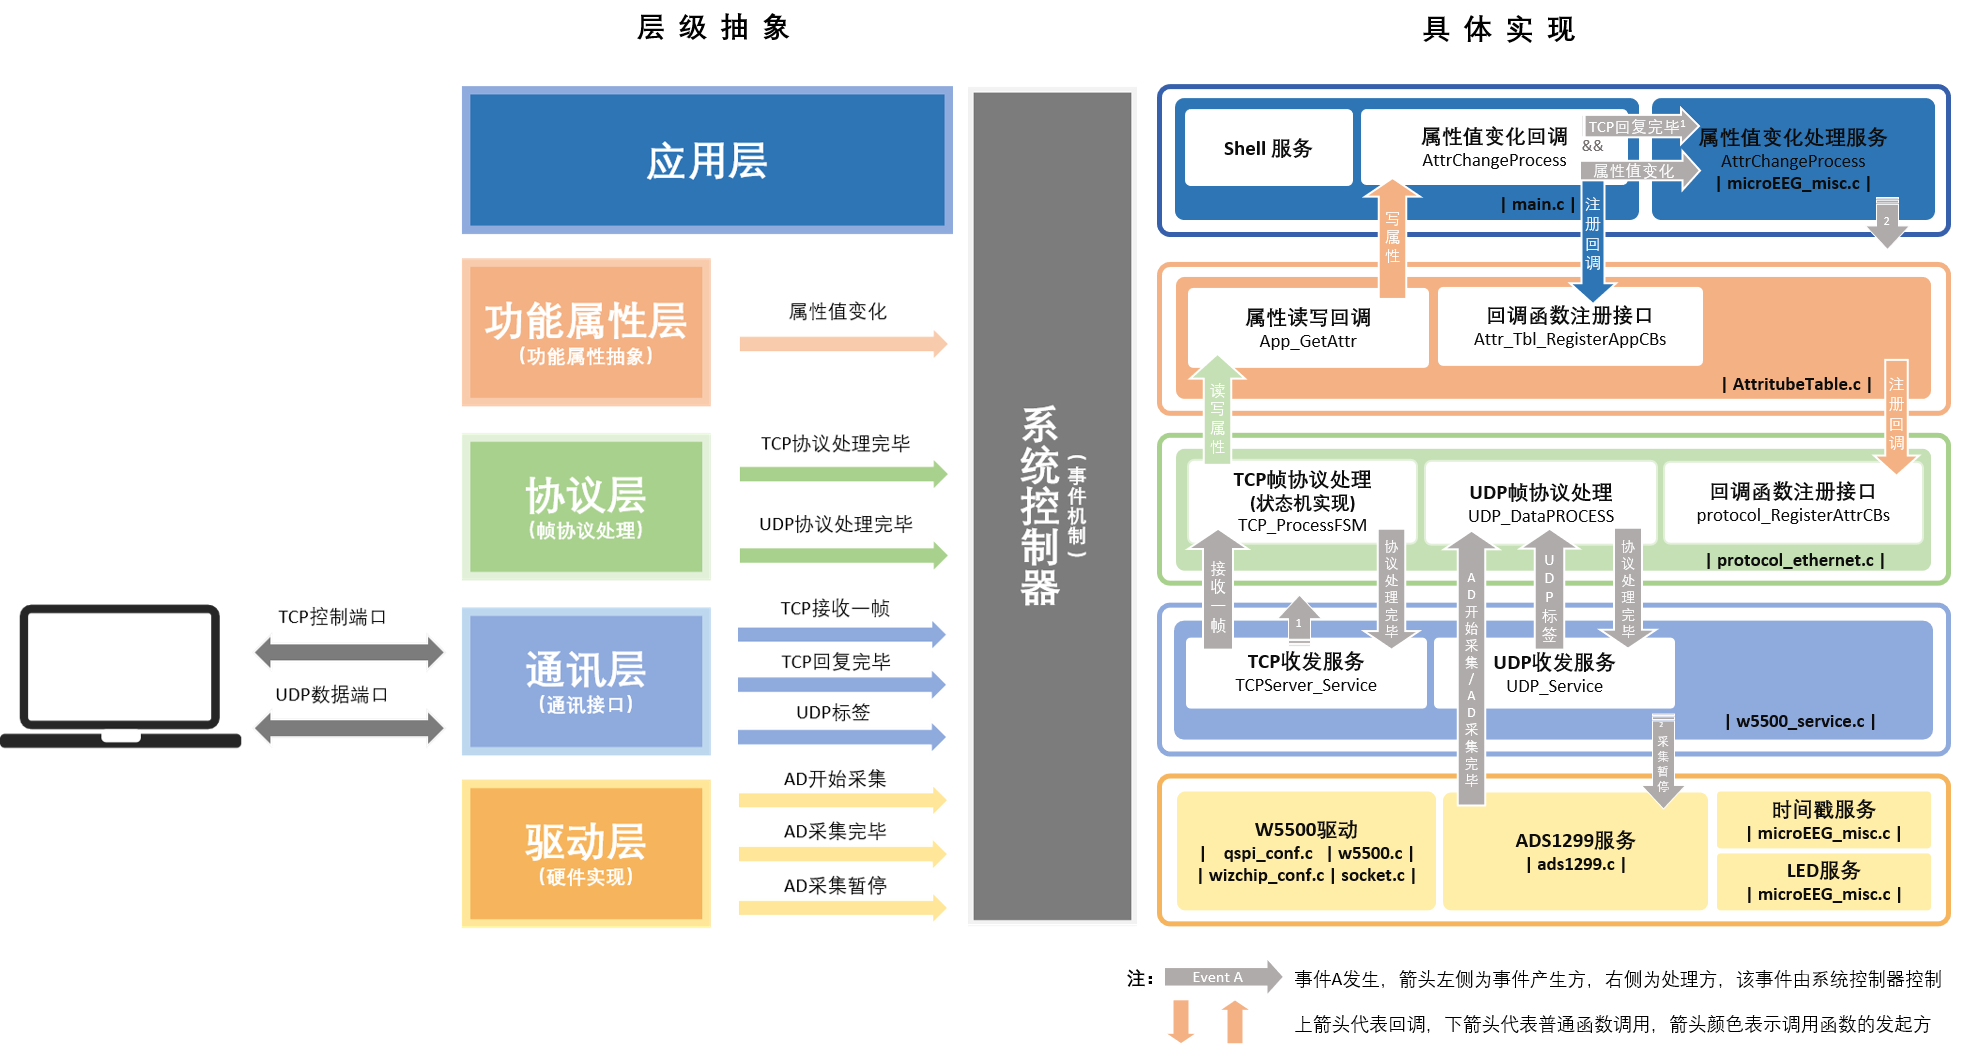 层级抽象
具体实现
应用层
功能属性层
(功能属性抽象)
属性值变化
协议层
(帧协议处理)
TCP协议处理完毕
UDP协议处理完毕
TCP控制端口
UDP数据端口
通讯层
(通讯接口)
TCP接收一帧
TCP回复完毕
UDP标签
驱动层
(硬件实现)
AD开始采集
AD采集完毕
AD采集暂停
系统控制器
(事件机制)
Shell 服务
属性值变化回调
AttrChangeProcess
| main.c |
TCP回复完毕1
&&
属性值变化
属性值变化处理服务
AttrChangeProcess
| microEEG_misc.c |
2
写属性
注册回调
属性读写回调
App_GetAttr
回调函数注册接口
Attr_Tbl_RegisterAppCBs
| AttritubeTable.c |
读写属性
注册回调
TCP帧协议处理
(状态机实现)
TCP_ProcessFSM
UDP帧协议处理
UDP_DataPROCESS
回调函数注册接口
protocol_RegisterAttrCBs
| protocol_ethernet.c |
接收一帧
1
协议处理完毕
AD开始采集/AD采集完毕
UDP标签
协议处理完毕
TCP收发服务
TCPServer_Service
UDP收发服务
UDP_Service
| w5500_service.c |
2 采集暂停
W5500驱动
| qspi_conf.c | w5500.c |
| wizchip_conf.c | socket.c |
ADS1299服务
| ads1299.c |
时间戳服务
| microEEG_misc.c |
LED服务
| microEEG_misc.c |
注：
Event A
事件A发生，箭头左侧为事件产生方，右侧为处理方，该事件由系统控制器控制
上箭头代表回调，下箭头代表普通函数调用，箭头颜色表示调用函数的发起方